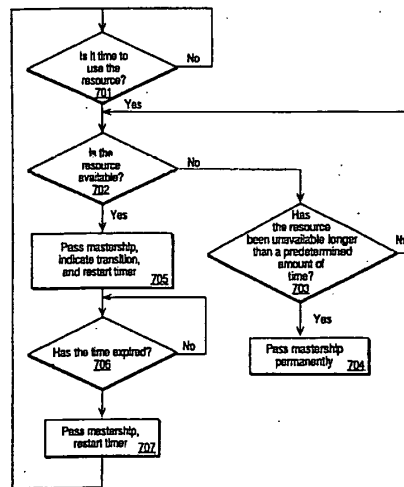 Is it time to
use the
resource?
701
No
Yes
Is the
resource
available?
702
No
Yes
Has
the resource
been unavailable longer
than a predetermined
amount of
time?
703
Pass mastership,
indicate transition,
and restart timer
705
Yes
Pass mastership
permanently
704
Has the time expired?
706
No
Pass mastership,
restart timer
707